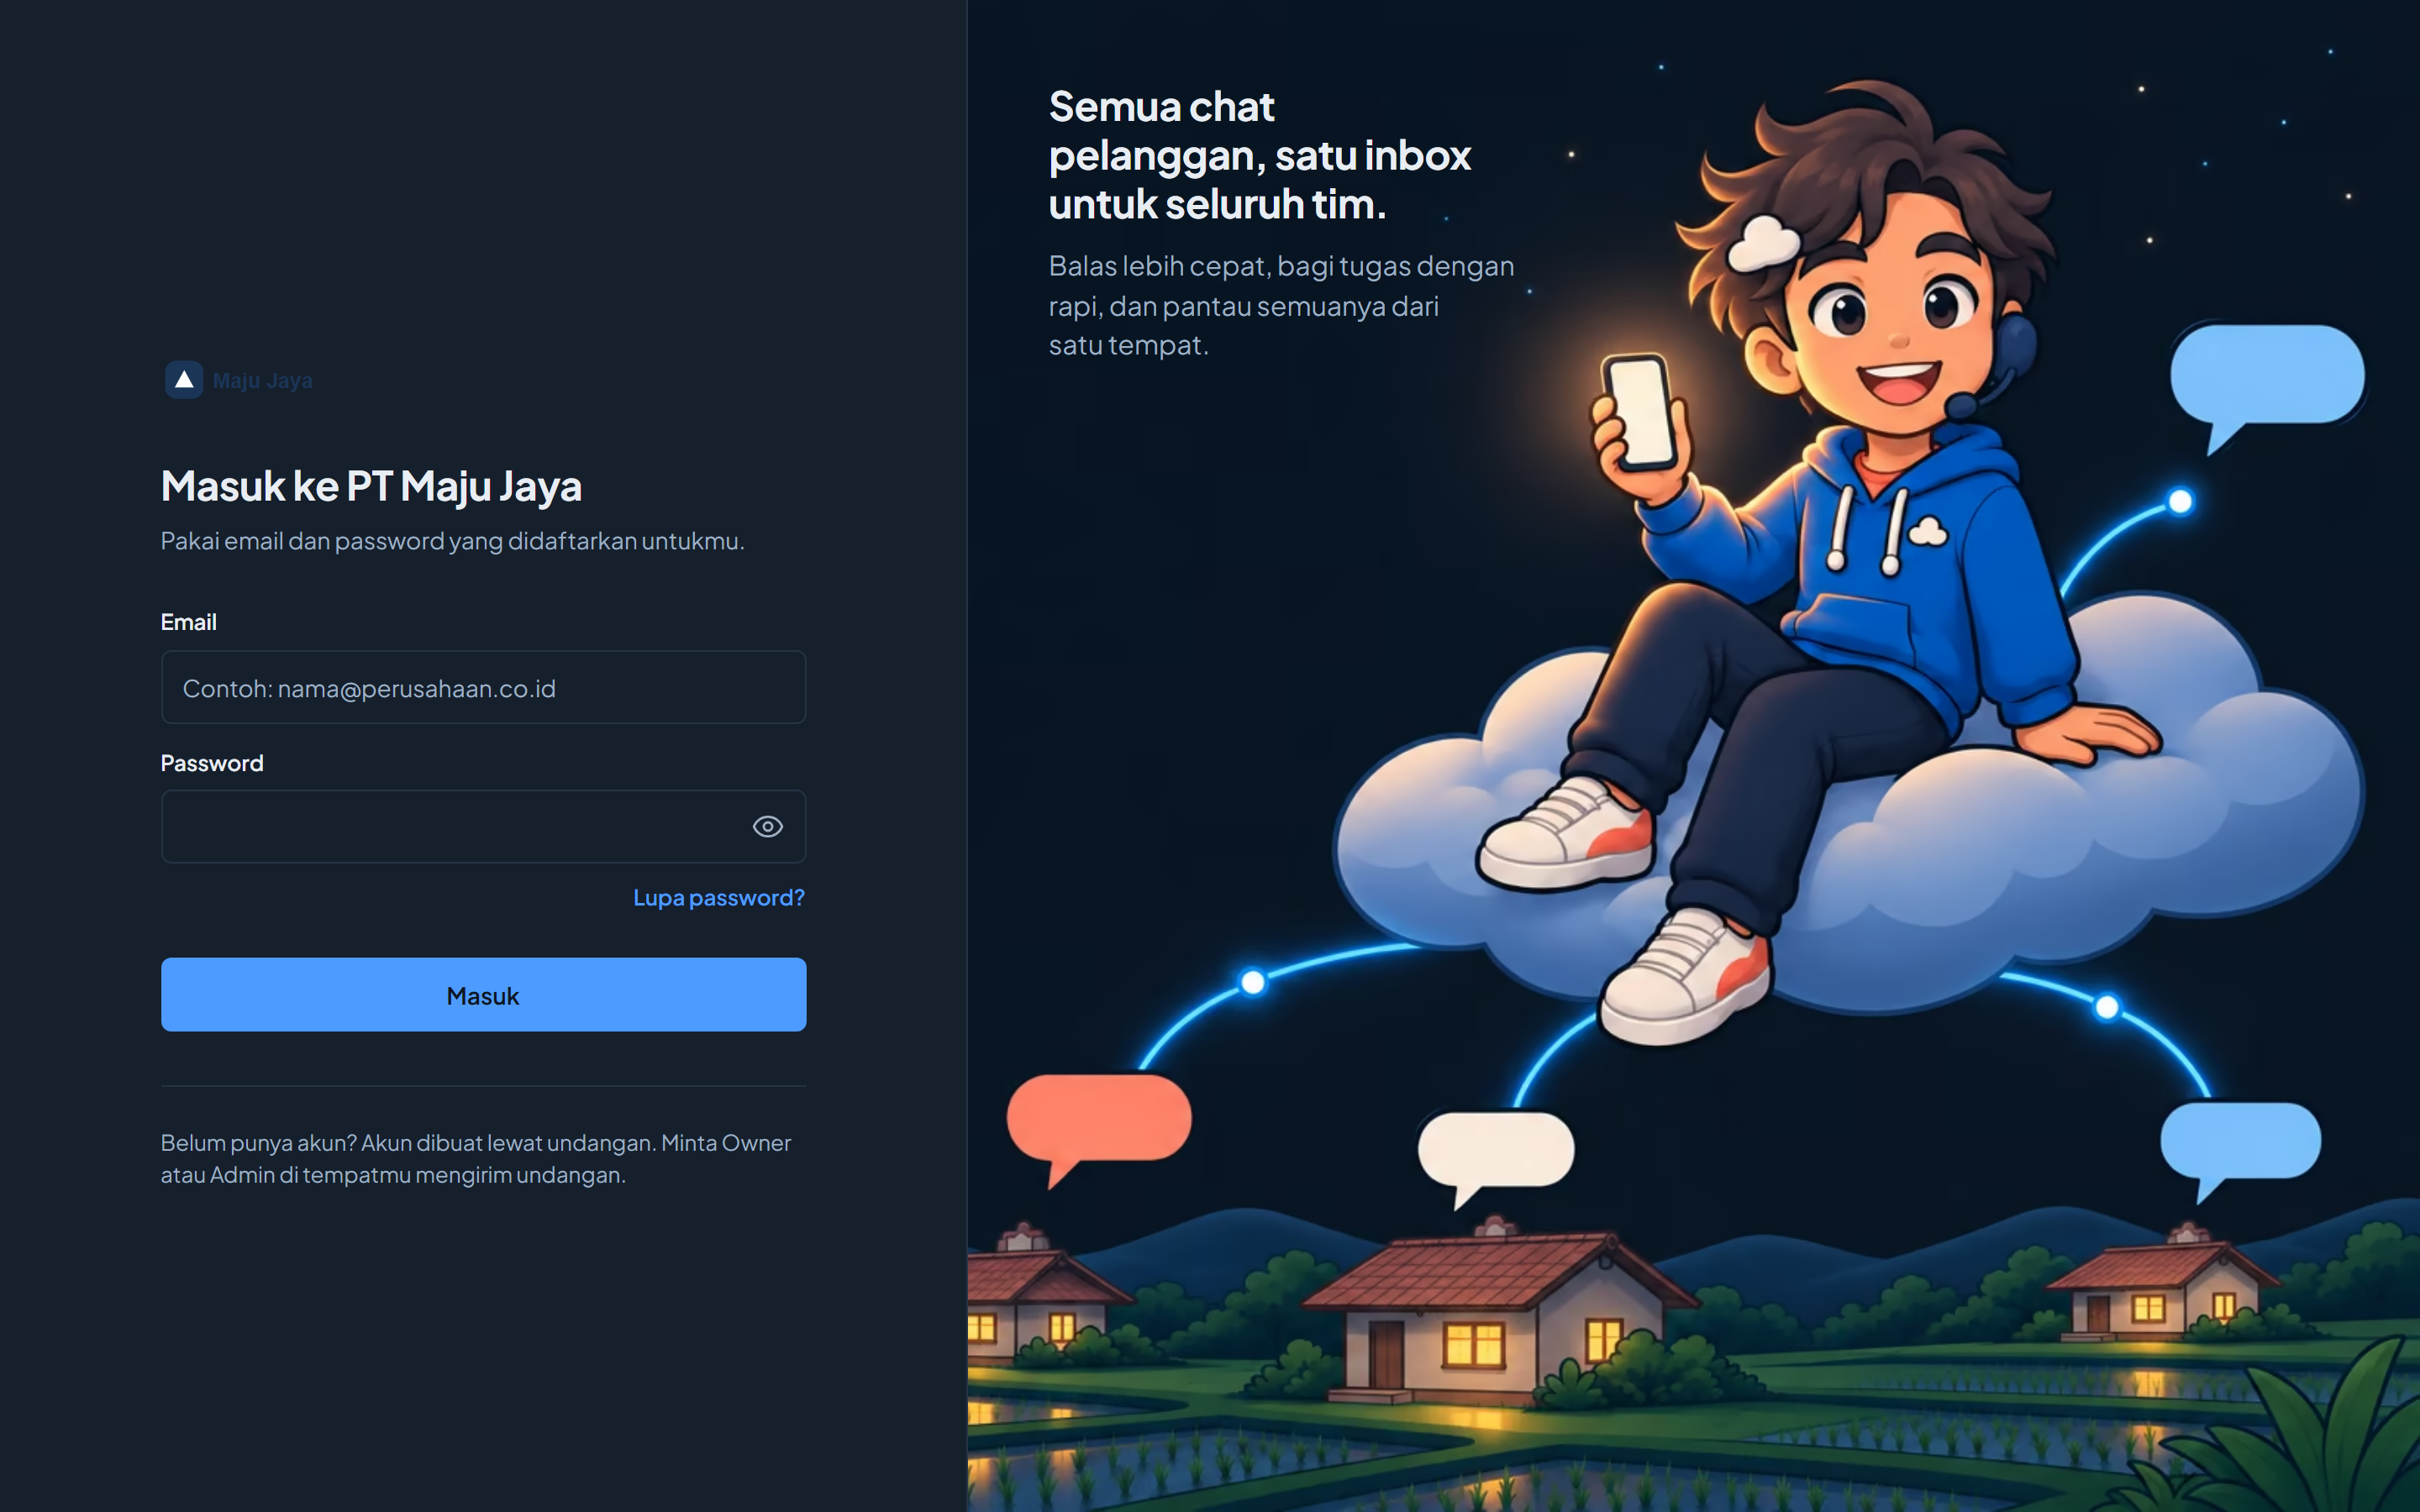 Maju Jaya
Masuk ke PT Maju Jaya
Pakai email dan password yang didaftarkan untukmu.
Email
Contoh: nama@perusahaan.co.id
Password
Lupa password?
Masuk
Belum punya akun? Akun dibuat lewat undangan. Minta Owner
atau Admin di tempatmu mengirim undangan.
Semua chat
pelanggan, satu inbox
untuk seluruh tim.
Balas lebih cepat, bagi tugas dengan
rapi, dan pantau semuanya dari
satu tempat.